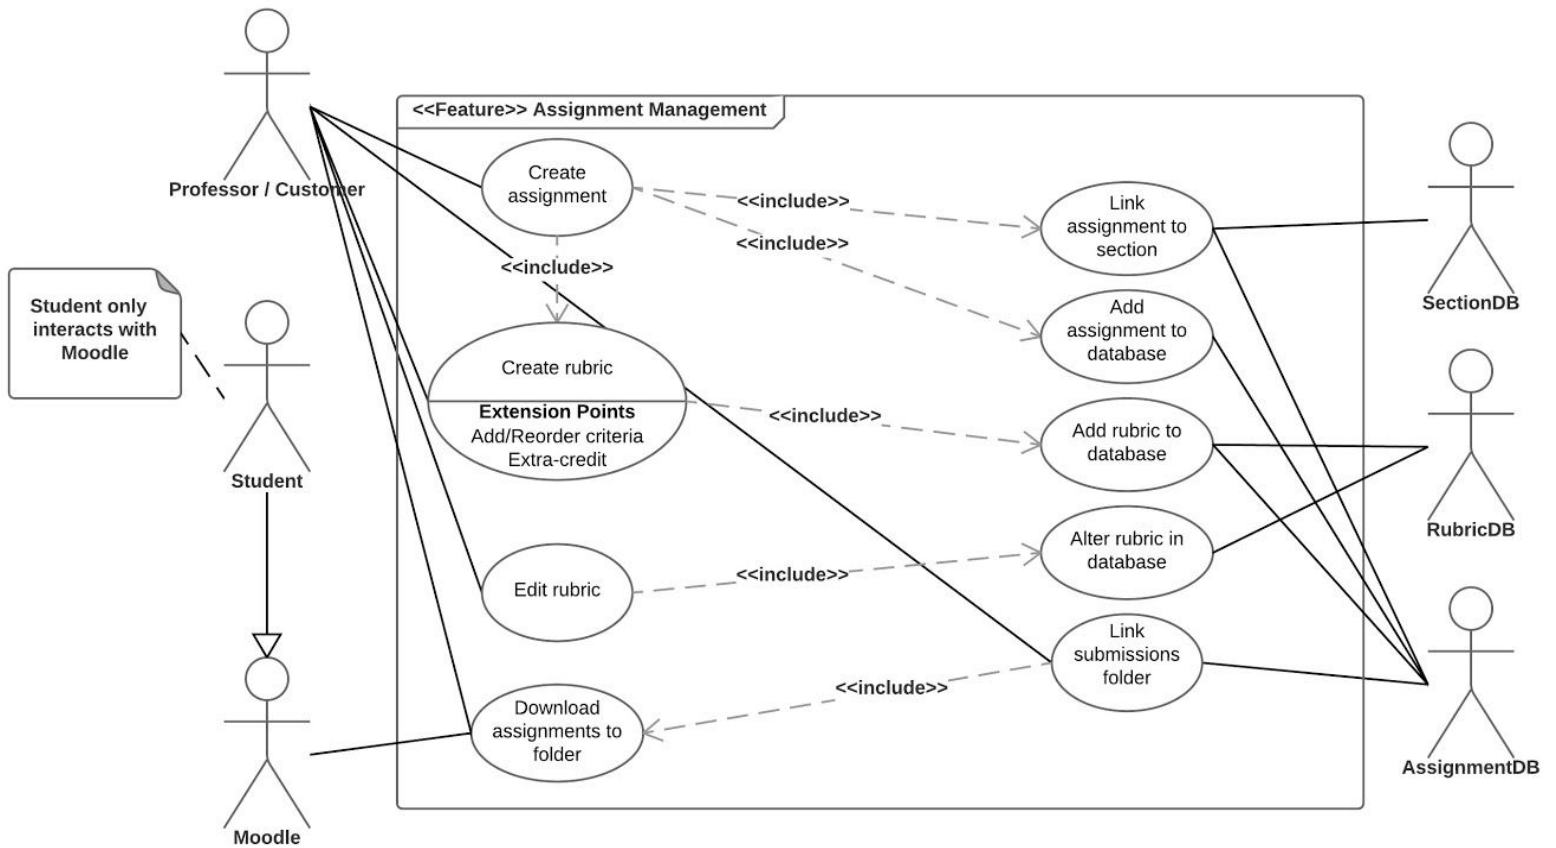 <<Feature>> Assignment Management
Professor / Customer
Create
assignment
<<include>>
<<include>>
<<include>>
Link
assignment to
section
SectionDB
Student only
interacts with
Moodle
Student
Add
assignment to
database
Create rubric
Extension Points
Add/Reorder criteria
Extra-credit
<<include>>
Add rubric to
database
RubricDB
Edit rubric
<<include>>
Alter rubric in
database
Link
submissions
folder
<<include>>
Download
assignments to
folder
AssignmentDB
Moodle